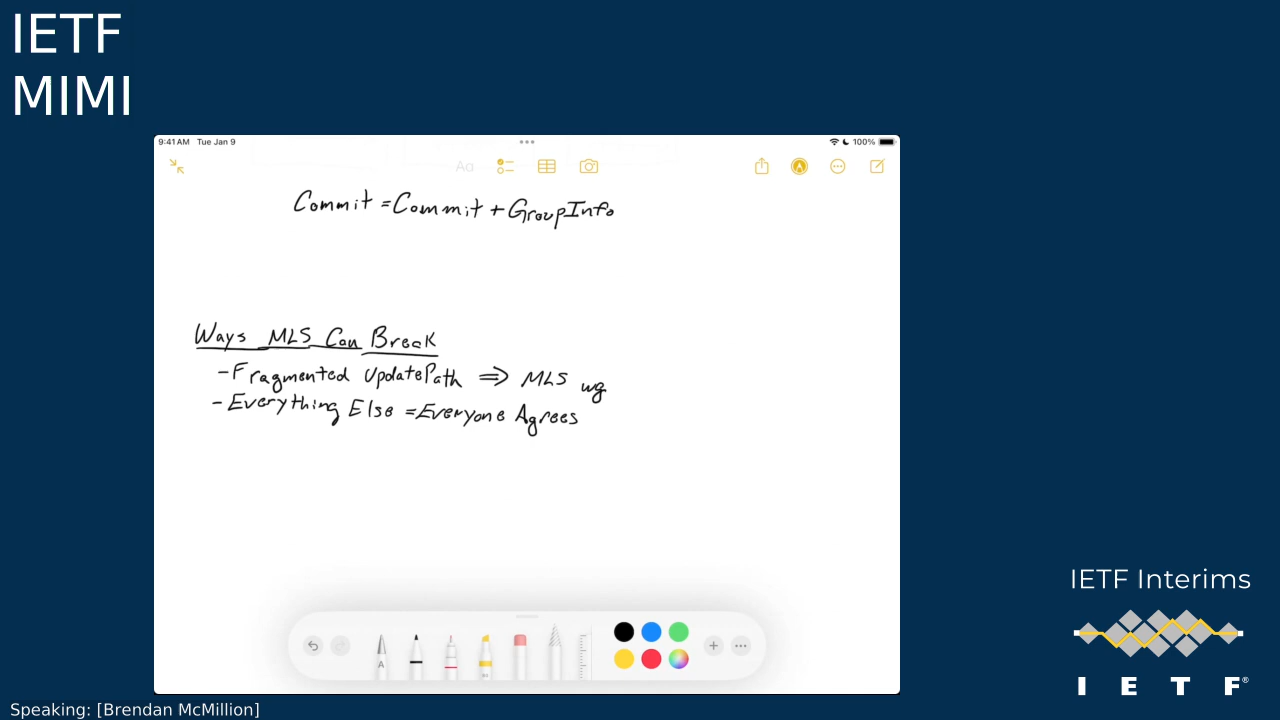 IETF
MIMI
9:41 AM Tue Jan 9
100%
Aa
Commit = Commit + GroupInfo
Ways MLS Can Break
- Fragmented UpdatePath ⇒ MLS wg
- Everything Else = Everyone Agrees
A
IETF Interims
I E T F®
Speaking: [Brendan McMillion]